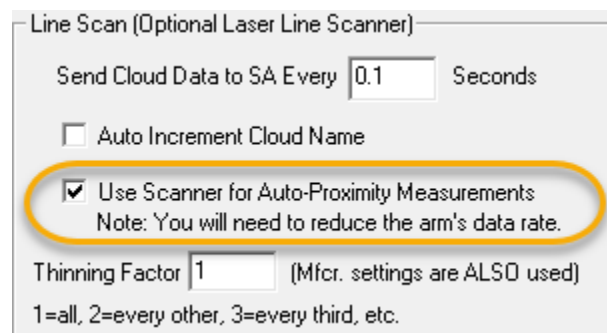 Line Scan (Optional Laser Line Scanner)
Send Cloud Data to SA Every 0.1 Seconds
Auto Increment Cloud Name
Use Scanner for Auto-Proximity Measurements
Note: You will need to reduce the arm's data rate.
Thinning Factor 1 (Mfcr. settings are ALSO used)
1=all, 2=every other, 3=every third, etc.